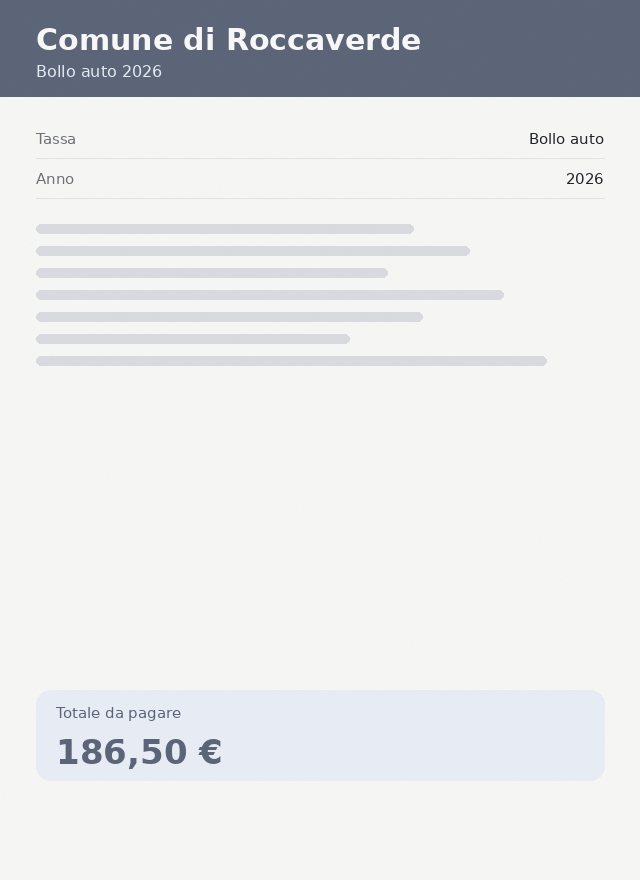 Comune di Roccaverde
Bollo auto 2026
Tassa Bollo auto
Anno 2026
Totale da pagare
186,50 €